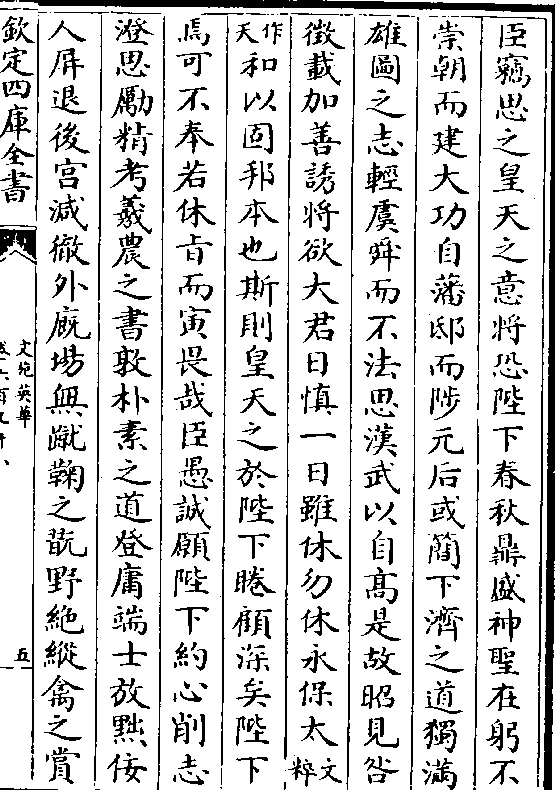 臣竊思之皇天之意將恐陛下春秋鼎盛神聖在躬不
崇朝而建大功自藩邸而陟元后或簡下濟之道獨滿
雄圖之志輕虞舜而不法思漢武以自高是故昭見咎
徵載加善誘將欲大君日慎一日雖休勿休永保太文粹
作天和以固邦本也斯則皇天之於陛下睠顧深矣陛下
焉可不奉若休旨而寅畏哉臣愚誠願陛下約心削志
澄思勵精考羲農之書敦朴素之道登庸端士放黜佞
人屏退後宮減徹外廐場無蹴鞠之翫野絶縱禽之賞
欽定四庫全書
文苑英華
卷六百九十八
五